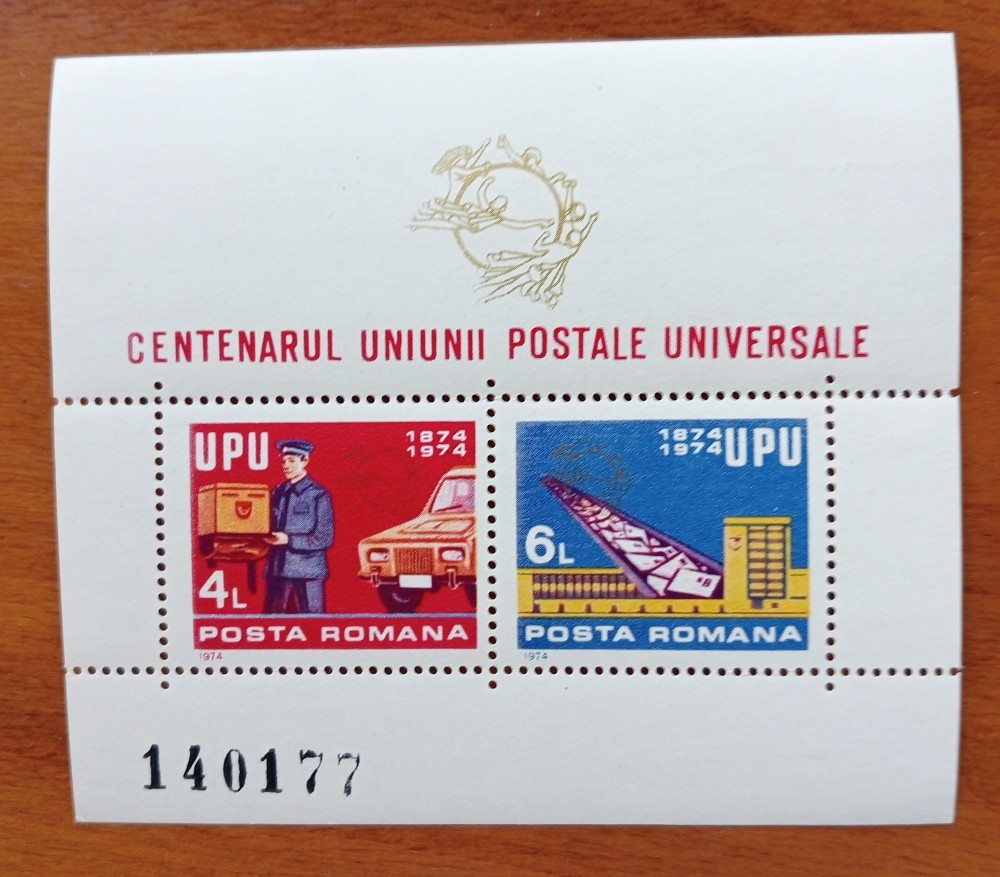 CENTENARUL UNIUNII POSTALE UNIVERSALE
UPU
1874
1974
4L
POSTA ROMANA
1974
1874
1974
UPU
6L
POSTA ROMANA
1974
140177